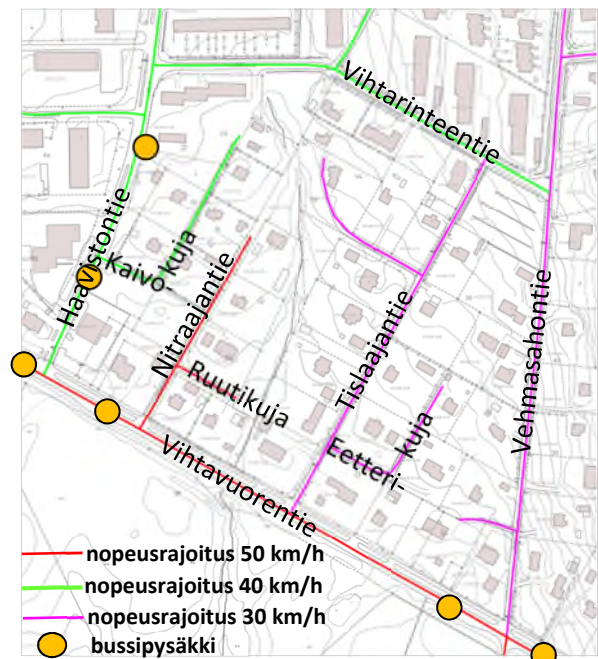 Vihtarinteentie
Haavistontie
Kaivo-
kuja
Nitraajantie
Ruutikuja
Tislaajantie
Eetteri-
kuja
Vehmasahontie
Vihtavuorentie
nopeusrajoitus 50 km/h
nopeusrajoitus 40 km/h
nopeusrajoitus 30 km/h
bussipysäkki